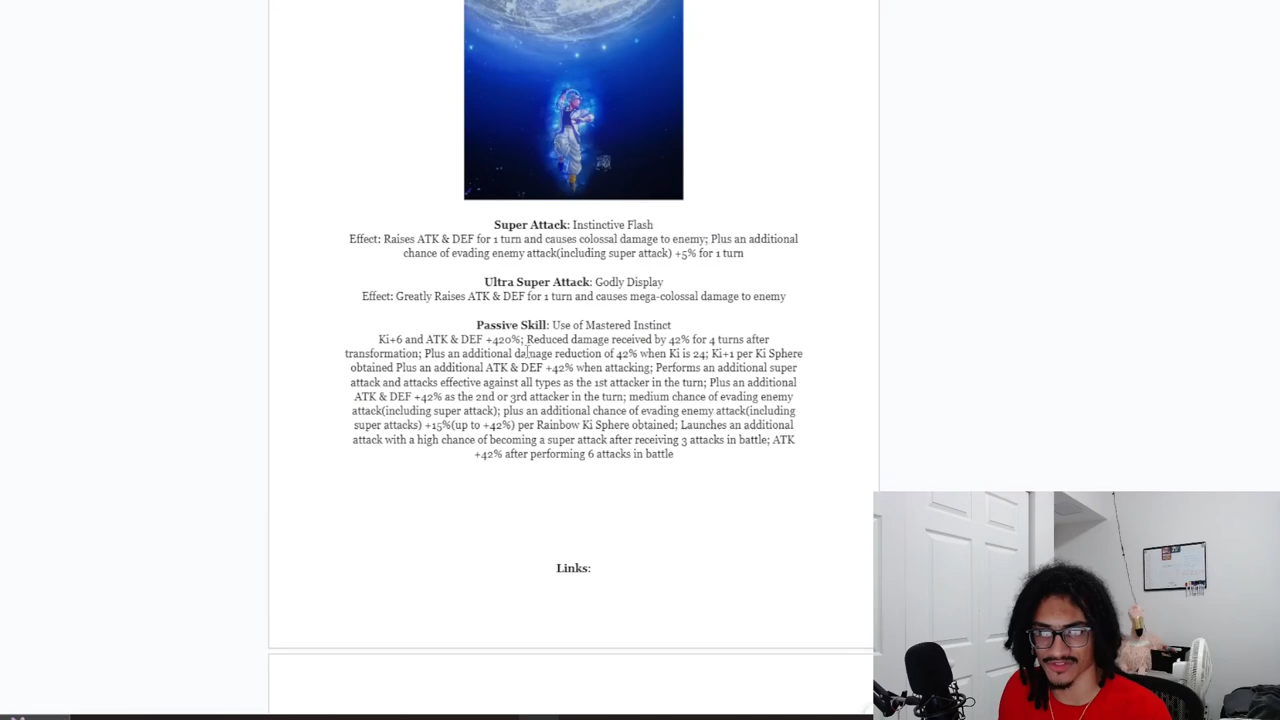 Super Attack: Instinctive Flash
Effect: Raises ATK & DEF for 1 turn and causes colossal damage to enemy; Plus an additional
chance of evading enemy attack(including super attack) +5% for 1 turn
Ultra Super Attack: Godly Display
Effect: Greatly Raises ATK & DEF for 1 turn and causes mega-colossal damage to enemy
Passive Skill: Use of Mastered Instinct
Ki+6 and ATK & DEF +420%; Reduced damage received by 42% for 4 turns after
transformation; Plus an additional damage reduction of 42% when Ki is 24; Ki+1 per Ki Sphere
obtained Plus an additional ATK & DEF +42% when attacking; Performs an additional super
attack and attacks effective against all types as the 1st attacker in the turn; Plus an additional
ATK & DEF +42% as the 2nd or 3rd attacker in the turn; medium chance of evading enemy
attack(including super attack); plus an additional chance of evading enemy attack(including
super attacks) +15%(up to +42%) per Rainbow Ki Sphere obtained; Launches an additional
attack with a high chance of becoming a super attack after receiving 3 attacks in battle; ATK
+42% after performing 6 attacks in battle
Links: